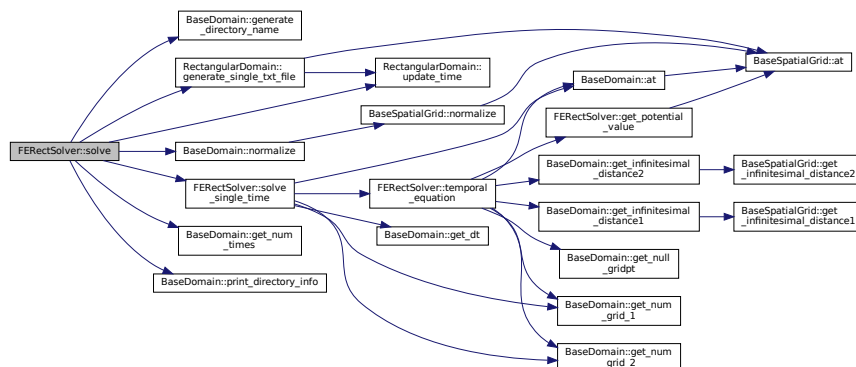 BaseDomain::generate
_directory_name
RectangularDomain::
generate_single_txt_file
RectangularDomain::
update_time
BaseSpatialGrid::at
BaseDomain::at
BaseSpatialGrid::normalize
FERectSolver::get_potential
_value
FERectSolver::solve
BaseDomain::normalize
BaseDomain::get_infinitesimal
_distance2
BaseSpatialGrid::get
_infinitesimal_distance2
FERectSolver::solve
_single_time
FERectSolver::temporal
_equation
BaseDomain::get_infinitesimal
_distance1
BaseSpatialGrid::get
_infinitesimal_distance1
BaseDomain::get_num
_times
BaseDomain::get_dt
BaseDomain::get_null
_gridpt
BaseDomain::print_directory_info
BaseDomain::get_num
_grid_1
BaseDomain::get_num
_grid_2